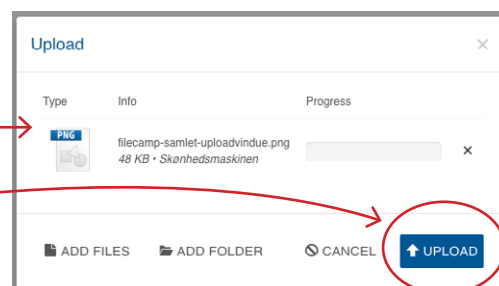 Upload
Type Info Progress
PNG
filecamp-samlet-uploadvindue.png
48 KB • Skønhedsmaskinen
ADD FILES ADD FOLDER CANCEL UPLOAD